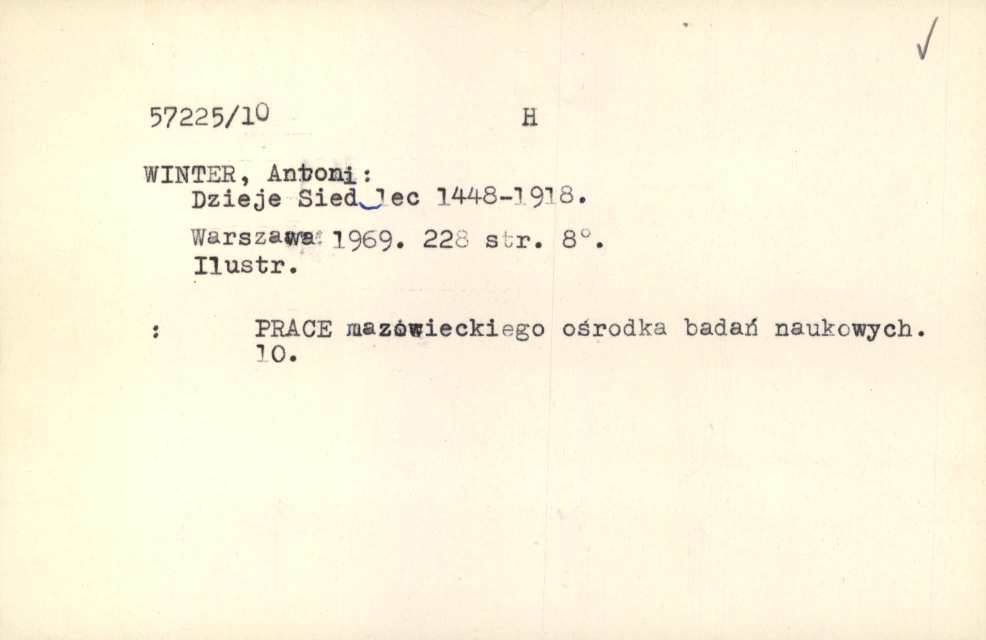 57225/10 H
WINTER, Antoni:
Dzieje Siedlec 1448-1918.
Warszawa 1969. 228 str. 8°.
Ilustr.
: PRACE mazowieckiego ośrodka badań naukowych.
10.